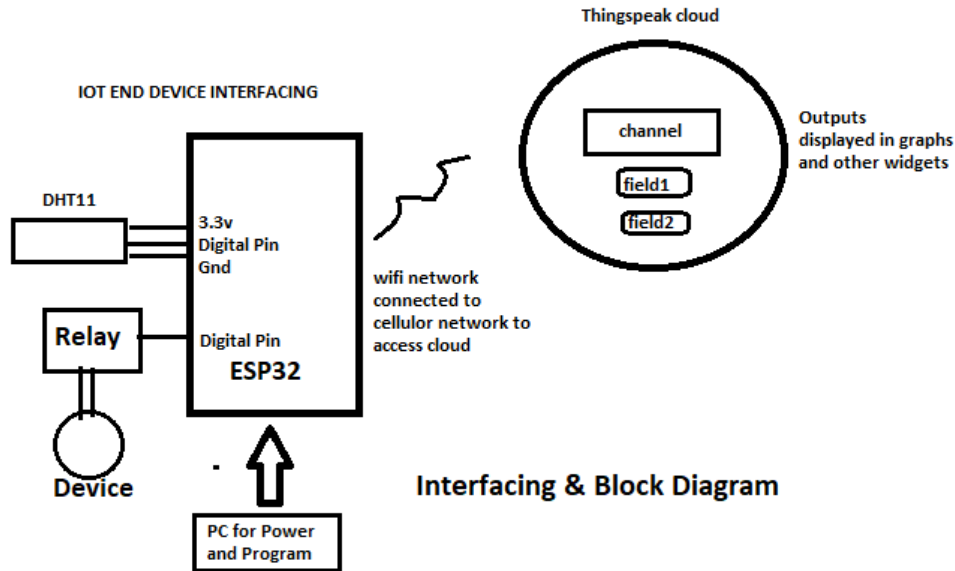 Thingspeak cloud
IOT END DEVICE INTERFACING
channel
field1
field2
Outputs
displayed in graphs
and other widgets
DHT11
3.3v
Digital Pin
Gnd
wifi network
connected to
cellulor network to
access cloud
Relay
Digital Pin
ESP32
Device
Interfacing & Block Diagram
PC for Power
and Program